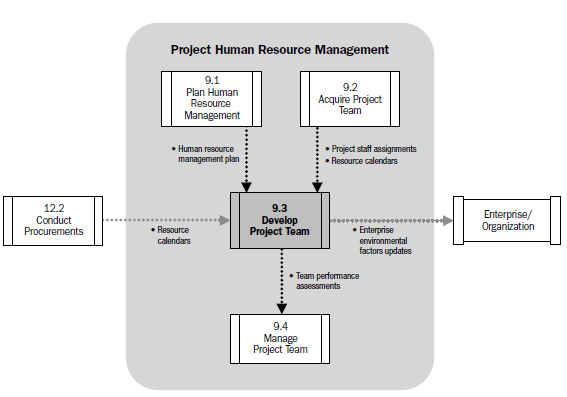 Project Human Resource Management
9.1
Plan Human
Resource
Management
9.2
Acquire Project
Team
• Human resource
management plan
• Project staff assignments
• Resource calendars
12.2
Conduct
Procurements
• Resource
calendars
9.3
Develop
Project Team
• Enterprise
environmental
factors updates
Enterprise/
Organization
• Team performance
assessments
9.4
Manage
Project Team